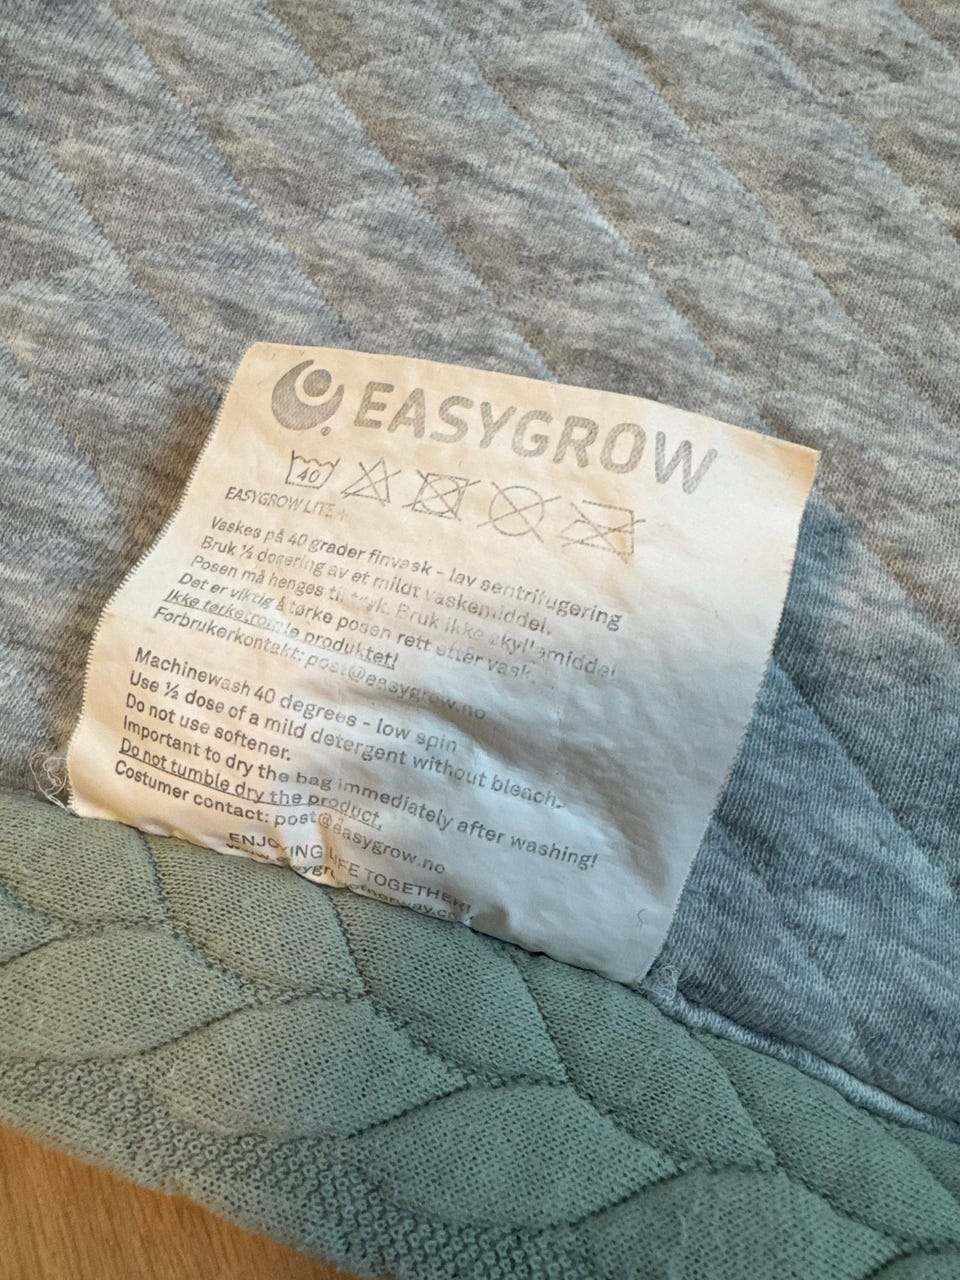 EASYGROW
40
EASYGROW LITE+
Vaskes på 40 grader finvask - lav sentrifugering
Bruk ½ dosering av et mildt vaskemiddel.
Posen må henges til tørk. Bruk ikke skyllemiddel
Det er viktig å tørke posen rett etter vask.
Ikke tørketromle produktet!
Forbrukerkontakt: post@easygrow.no
Machinewash 40 degrees - low spin
Use ½ dose of a mild detergent without bleach.
Do not use softener.
Important to dry the bag immediately after washing!
Do not tumble dry the product.
Costumer contact: post@easygrow.no
ENJOYING LIFE TOGETHER!